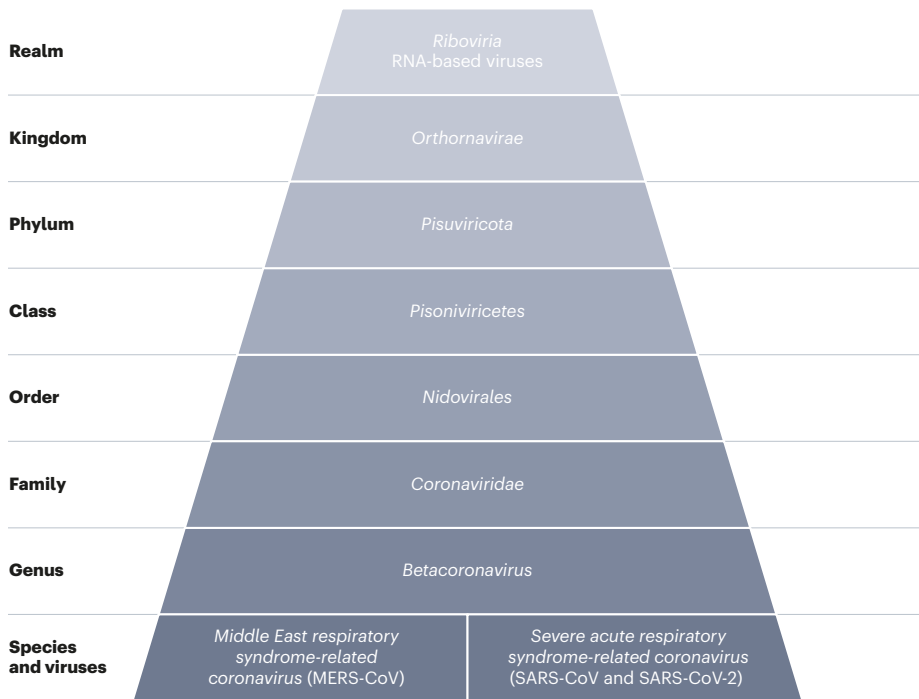 Realm
Riboviria
RNA-based viruses
Kingdom
Orthornavirae
Phylum
Pisuviricota
Class
Pisoniviricetes
Order
Nidovirales
Family
Coronaviridae
Genus
Betacoronavirus
Species
and viruses
Middle East respiratory
syndrome-related
coronavirus (MERS-CoV)
Severe acute respiratory
syndrome-related coronavirus
(SARS-CoV and SARS-CoV-2)